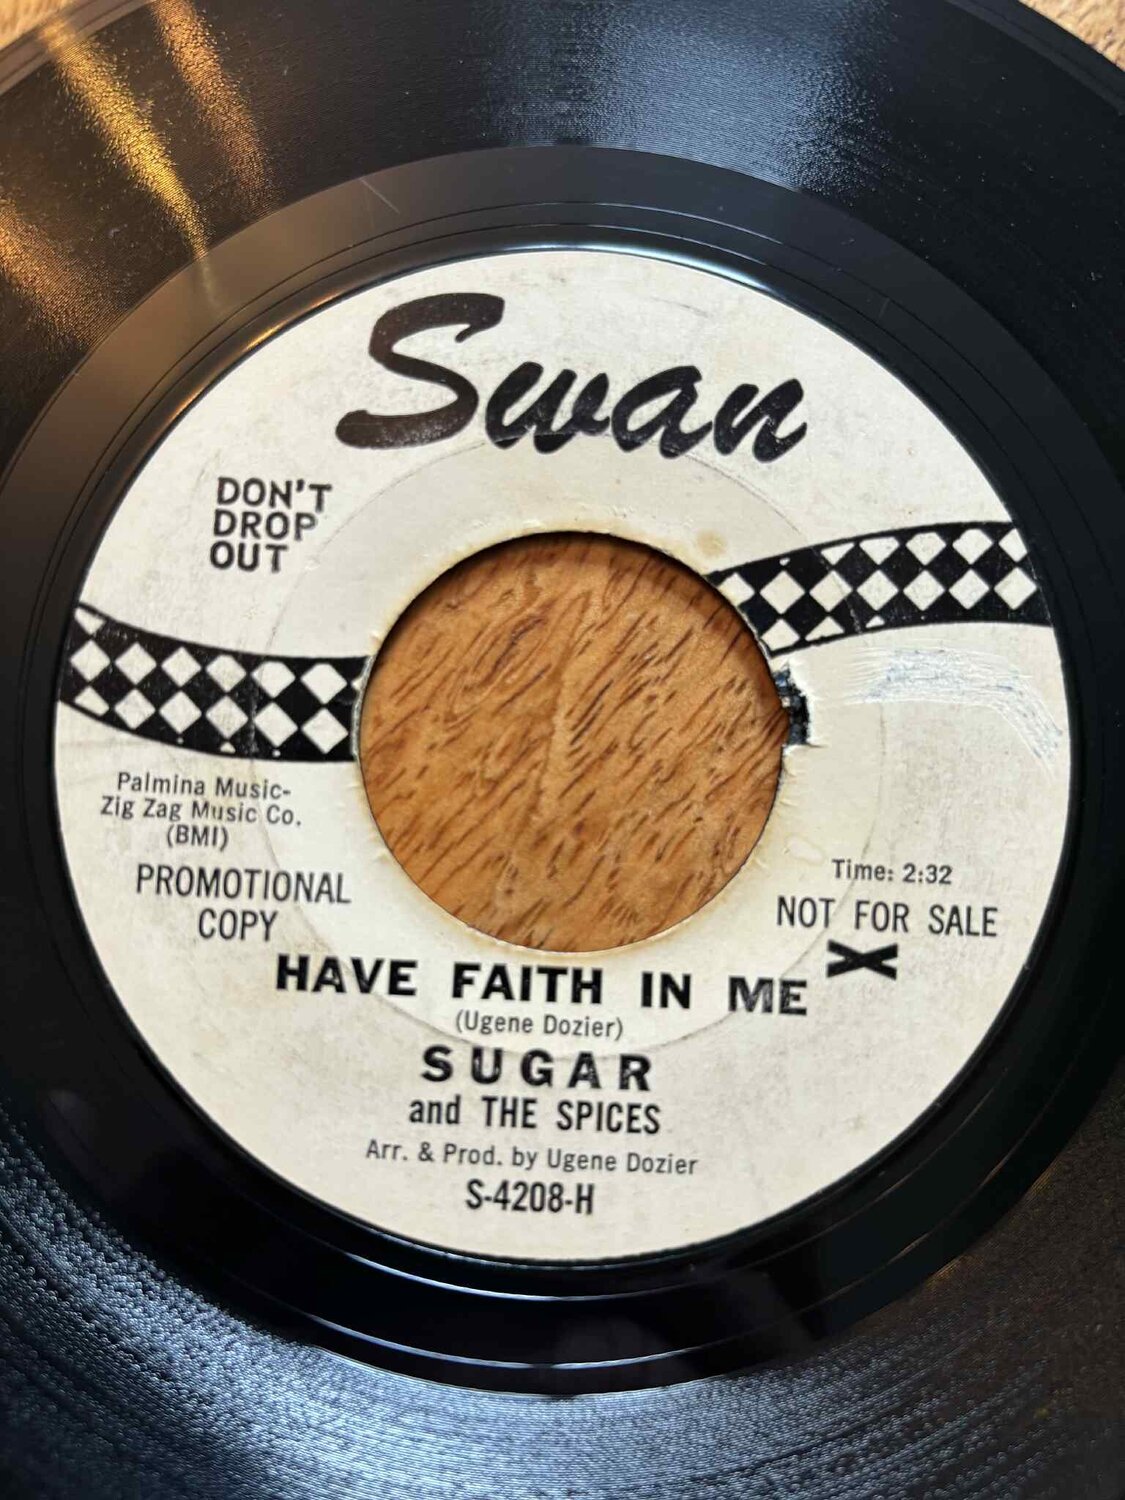 Swan
DON'T
DROP
OUT
Palmina Music-
Zig Zag Music Co.
(BMI)
PROMOTIONAL
COPY
Time: 2:32
NOT FOR SALE
X
HAVE FAITH IN ME
(Ugene Dozier)
SUGAR
and THE SPICES
Arr. & Prod. by Ugene Dozier
S-4208-H